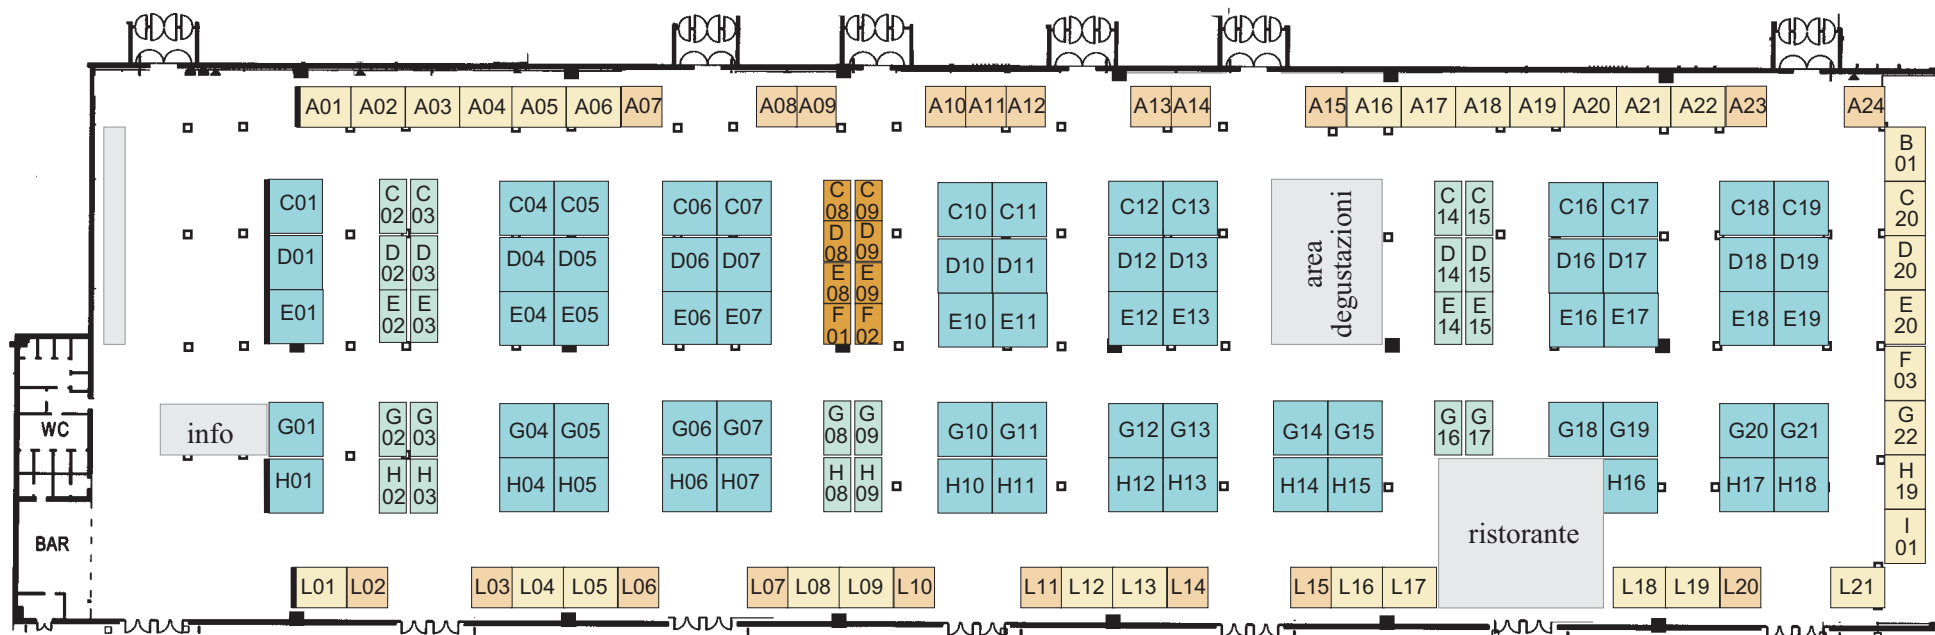 A01 A02 A03 A04 A05 A06 A07 A08 A09 A10 A11 A12 A13 A14 A15 A16 A17 A18 A19 A20 A21 A22 A23 A24
B
01
C01 C
02 C
03 C04 C05 C06 C07 C
08 C
09 C10 C11 C12 C13 C
14 C
15 C16 C17 C18 C19 C
20
D01 D
02 D
03 D04 D05 D06 D07 D
08 D
09 D10 D11 D12 D13 D
14 D
15 D16 D17 D18 D19 D
20
area
degustazioni
E01 E
02 E
03 E04 E05 E06 E07 E
08 E
09 E10 E11 E12 E13 E
14 E
15 E16 E17 E18 E19 E
20
F
01 F
02 F
03
WC
info
G01 G
02 G
03 G04 G05 G06 G07 G
08 G
09 G10 G11 G12 G13 G14 G15 G
16 G
17 G18 G19 G20 G21 G
22
H01 H
02 H
03 H04 H05 H06 H07 H
08 H
09 H10 H11 H12 H13 H14 H15 H16 H17 H18 H
19
BAR
ristorante
I
01
L01 L02 L03 L04 L05 L06 L07 L08 L09 L10 L11 L12 L13 L14 L15 L16 L17 L18 L19 L20 L21